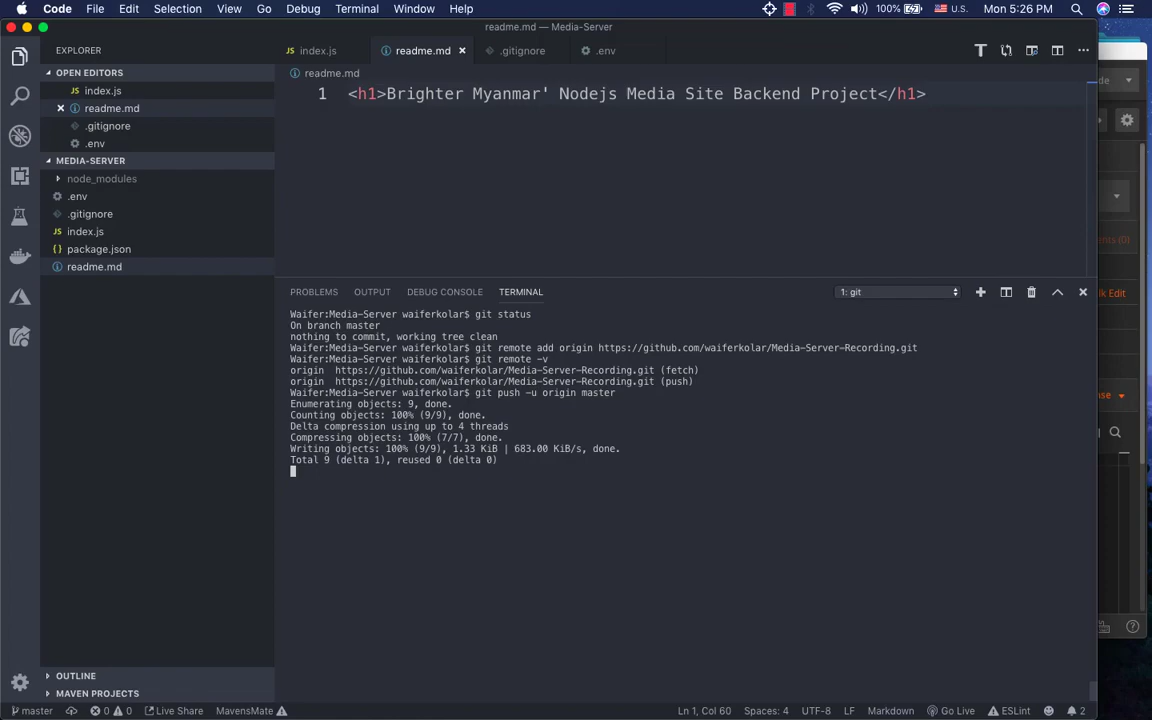 Code File Edit Selection View Go Debug Terminal Window Help 100% U.S. Mon 5:26 PM
readme.md — Media-Server
EXPLORER
index.js readme.md .gitignore .env
OPEN EDITORS
readme.md
index.js
readme.md
.gitignore
.env
1 <h1>Brighter Myanmar' Nodejs Media Site Backend Project</h1>
MEDIA-SERVER
node_modules
.env
.gitignore
index.js
package.json
readme.md
PROBLEMS OUTPUT DEBUG CONSOLE TERMINAL 1: git
Waifer:Media-Server waiferkolar$ git status
On branch master
nothing to commit, working tree clean
Waifer:Media-Server waiferkolar$ git remote add origin https://github.com/waiferkolar/Media-Server-Recording.git
Waifer:Media-Server waiferkolar$ git remote -v
origin https://github.com/waiferkolar/Media-Server-Recording.git (fetch)
origin https://github.com/waiferkolar/Media-Server-Recording.git (push)
Waifer:Media-Server waiferkolar$ git push -u origin master
Enumerating objects: 9, done.
Counting objects: 100% (9/9), done.
Delta compression using up to 4 threads
Compressing objects: 100% (7/7), done.
Writing objects: 100% (9/9), 1.33 KiB | 683.00 KiB/s, done.
Total 9 (delta 1), reused 0 (delta 0)
OUTLINE
MAVEN PROJECTS
master 0 0 Live Share MavensMate Ln 1, Col 60 Spaces: 4 UTF-8 LF Markdown Go Live ESLint 2